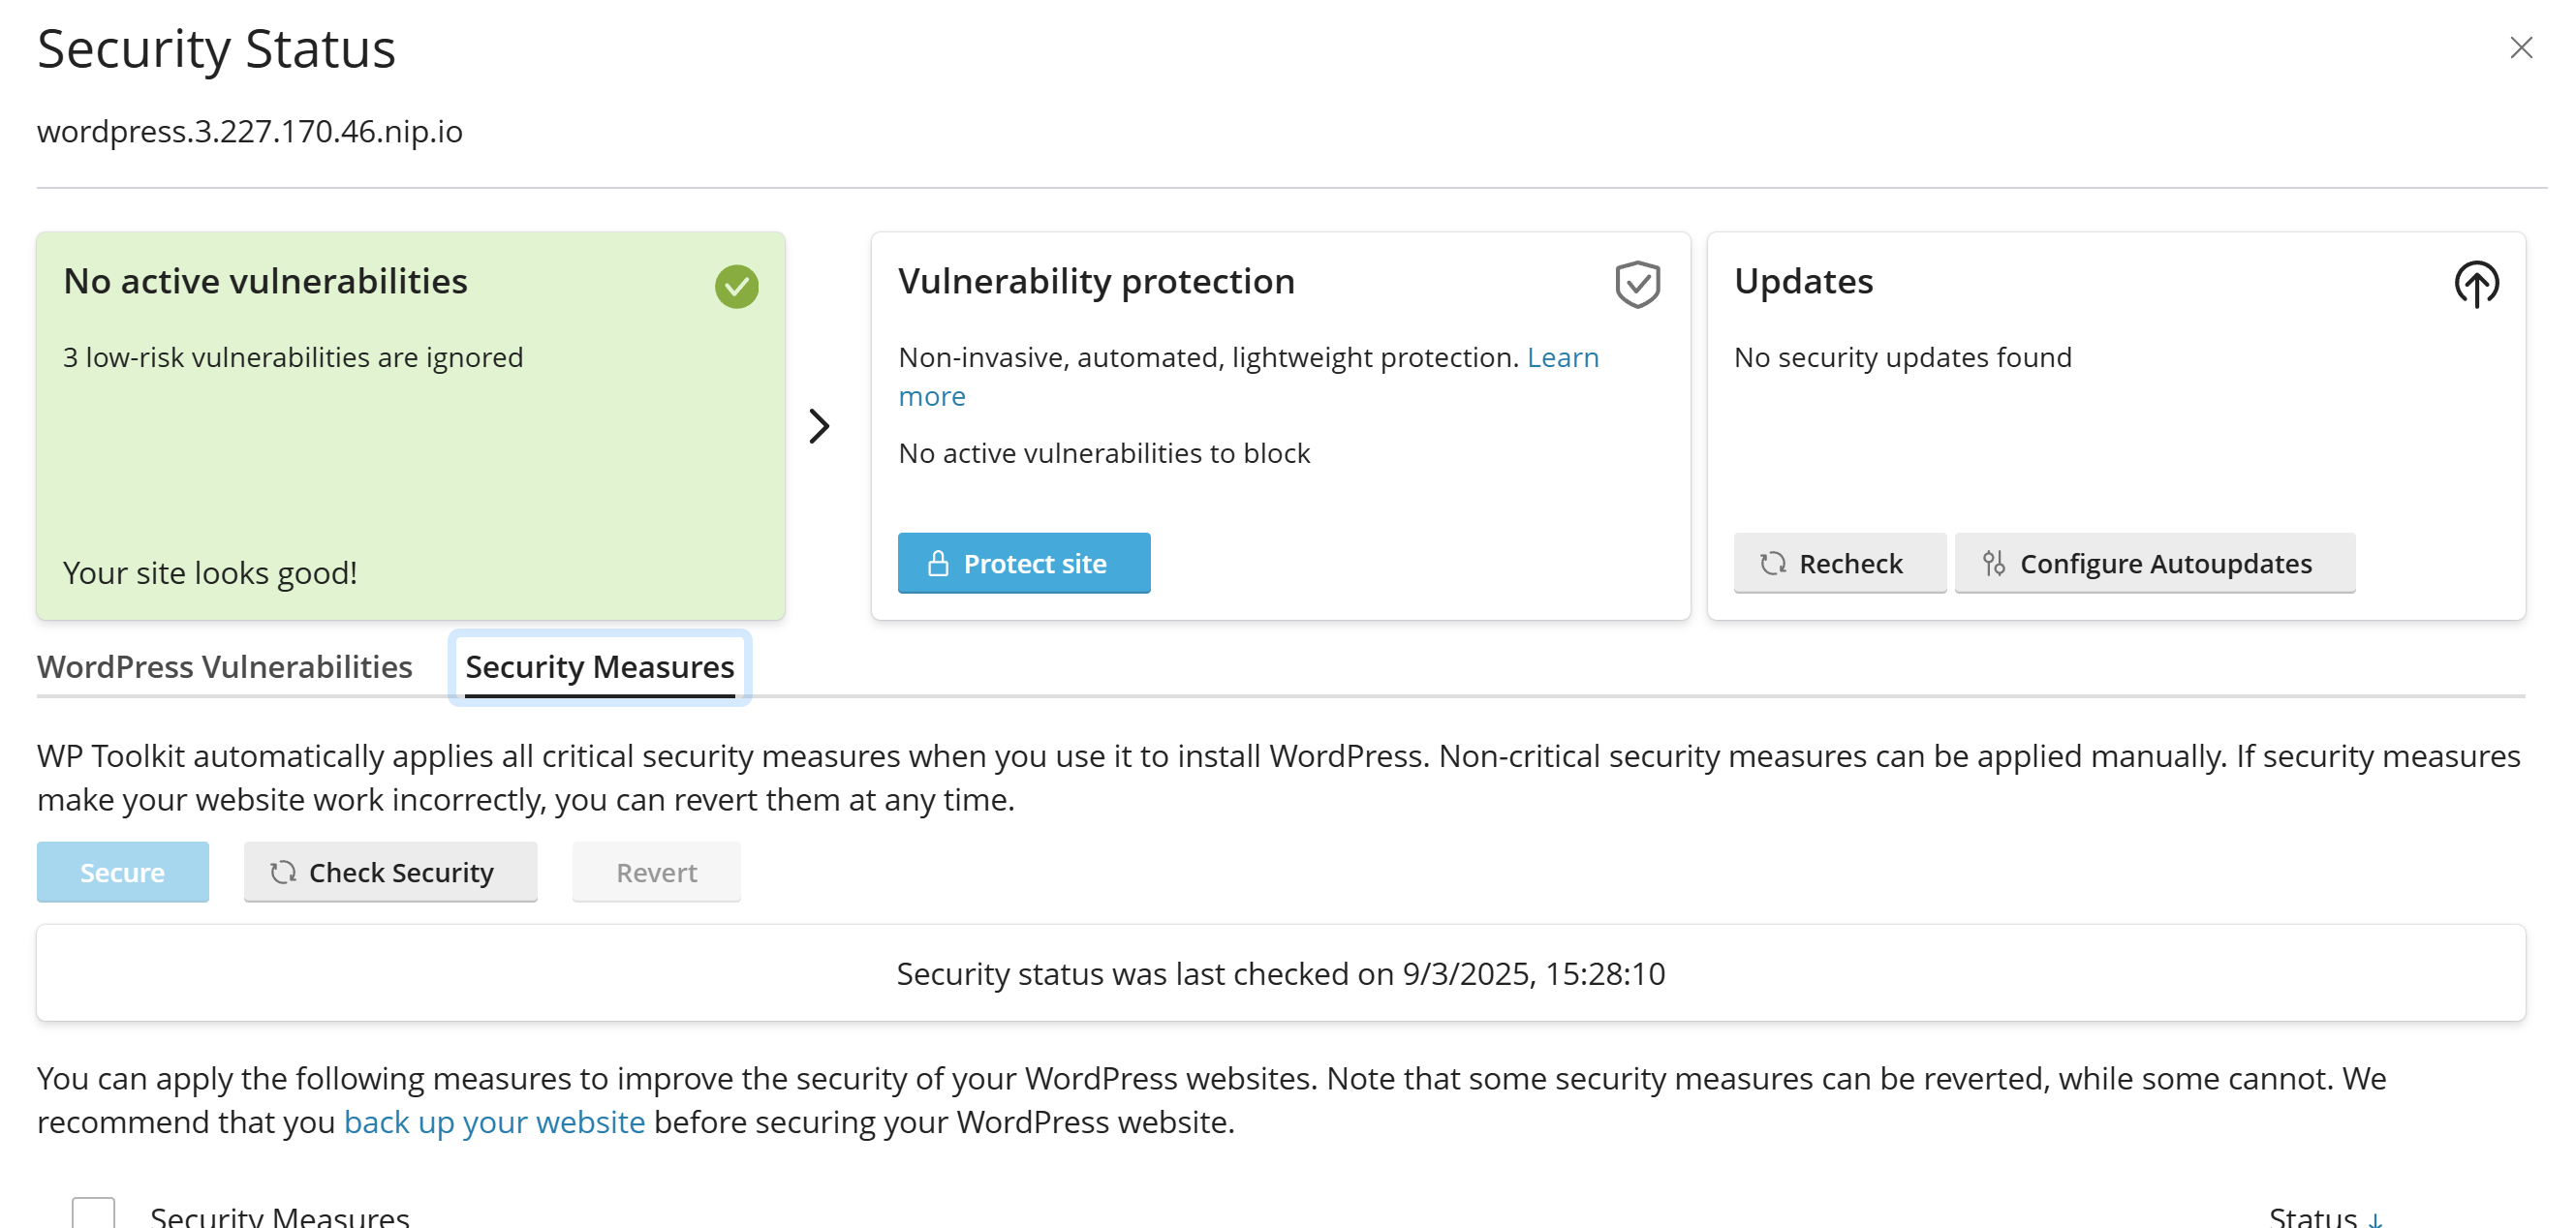 Security Status
wordpress.3.227.170.46.nip.io
No active vulnerabilities
3 low-risk vulnerabilities are ignored
Your site looks good!
Vulnerability protection
Non-invasive, automated, lightweight protection. Learn
more
No active vulnerabilities to block
Protect site
Updates
No security updates found
Recheck
Configure Autoupdates
WordPress Vulnerabilities
Security Measures
WP Toolkit automatically applies all critical security measures when you use it to install WordPress. Non-critical security measures can be applied manually. If security measures
make your website work incorrectly, you can revert them at any time.
Secure
Check Security
Revert
Security status was last checked on 9/3/2025, 15:28:10
You can apply the following measures to improve the security of your WordPress websites. Note that some security measures can be reverted, while some cannot. We
recommend that you back up your website before securing your WordPress website.
Security Measures
Status ↓